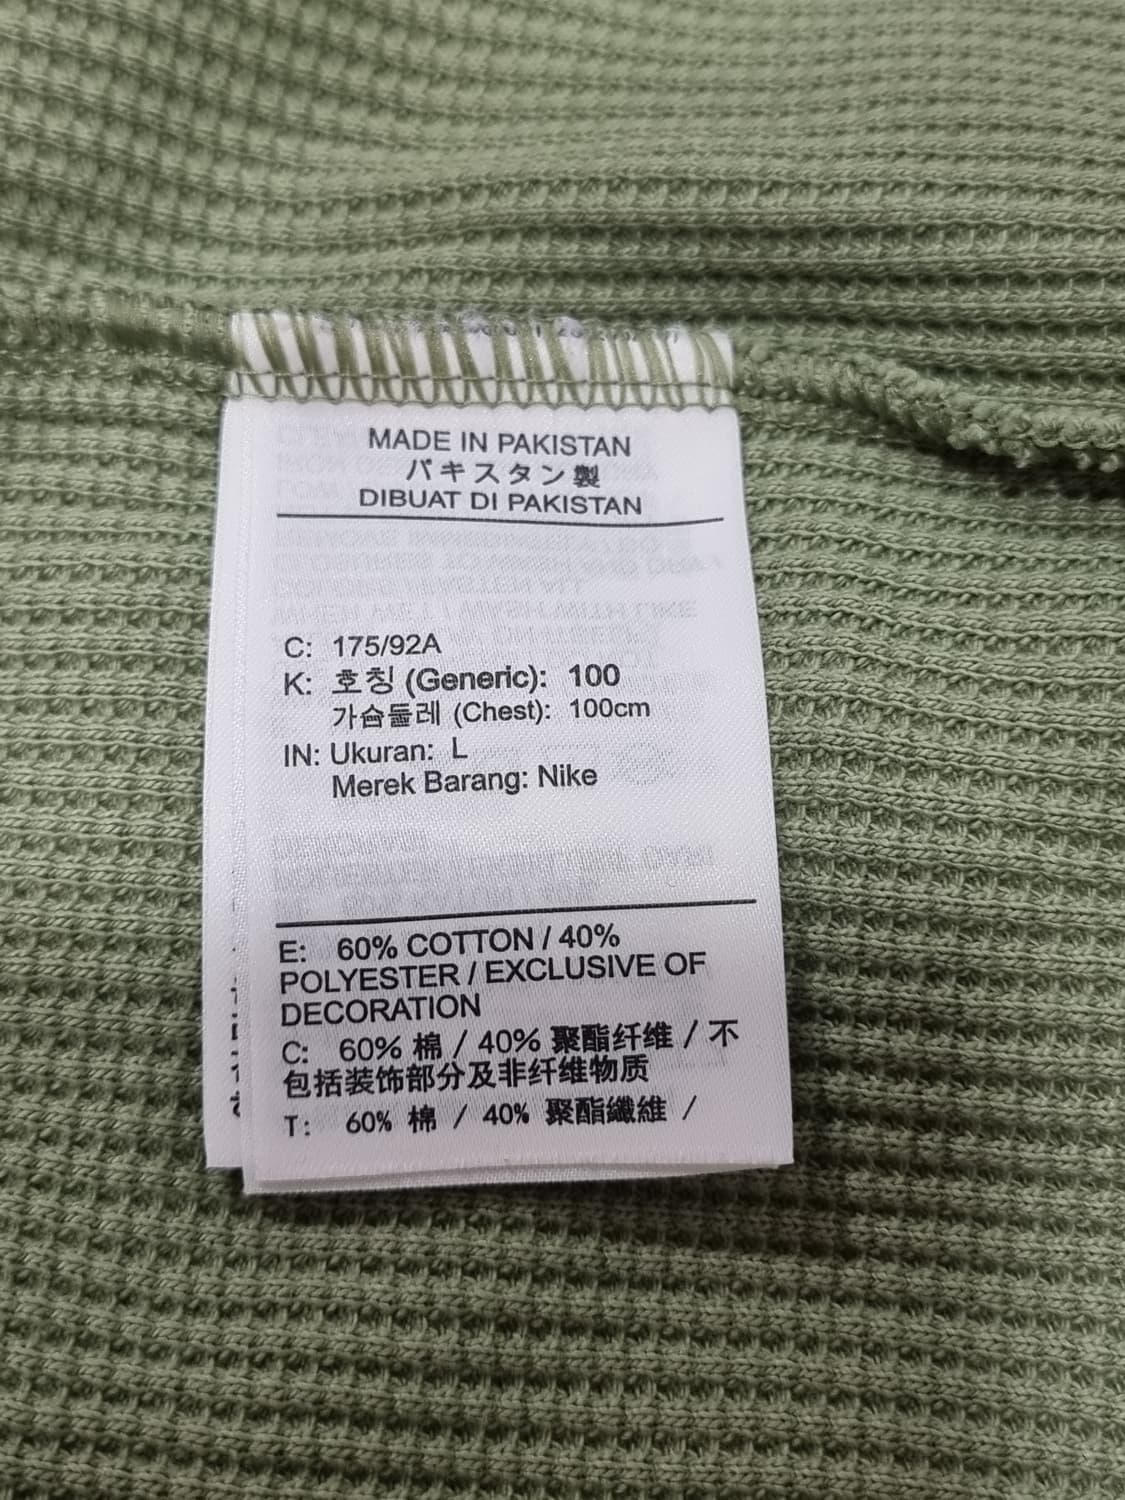 MADE IN PAKISTAN
パキスタン製
DIBUAT DI PAKISTAN
C: 175/92A
K: 호칭 (Generic): 100
가슴둘레 (Chest): 100cm
IN: Ukuran: L
Merek Barang: Nike
E: 60% COTTON / 40%
POLYESTER / EXCLUSIVE OF
DECORATION
C: 60% 棉 / 40% 聚酯纤维 / 不
包括装饰部分及非纤维物质
T: 60% 棉 / 40% 聚酯纖維 /